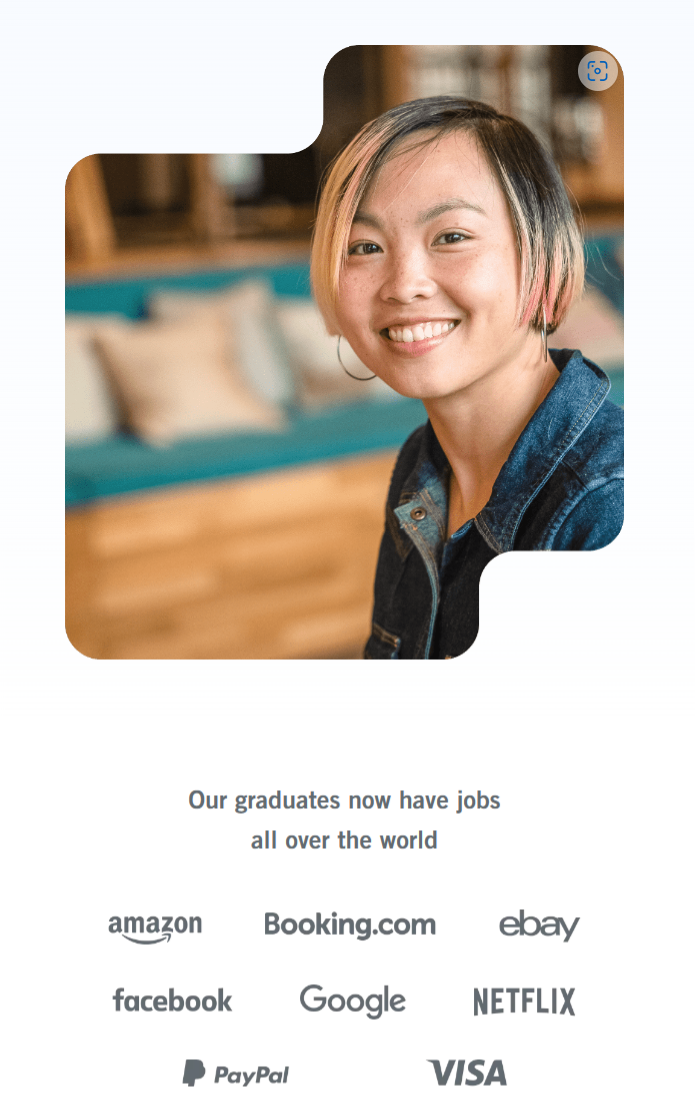 Our graduates now have jobs
all over the world
amazon Booking.com ebay
facebook Google NETFLIX
PayPal VISA